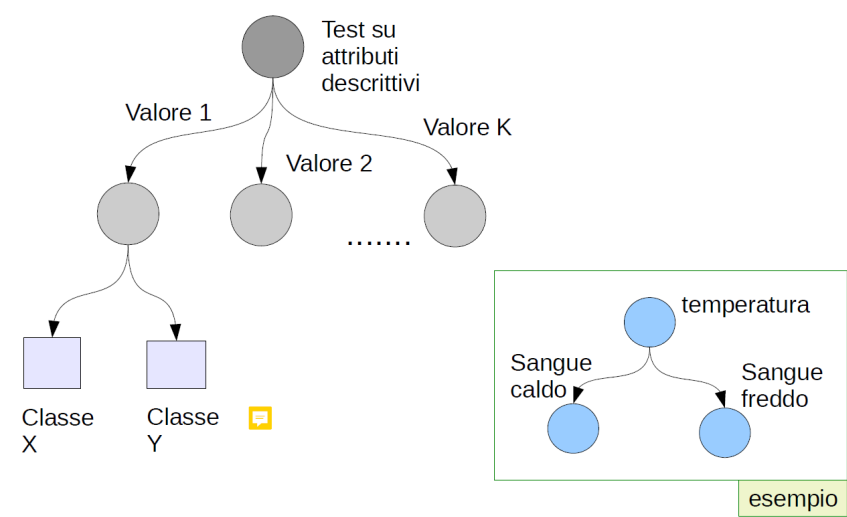 Test su
attributi
descrittivi
Valore 1
Valore K
Valore 2
.......
temperatura
Sangue
caldo
Sangue
freddo
Classe
X
Classe
Y
esempio